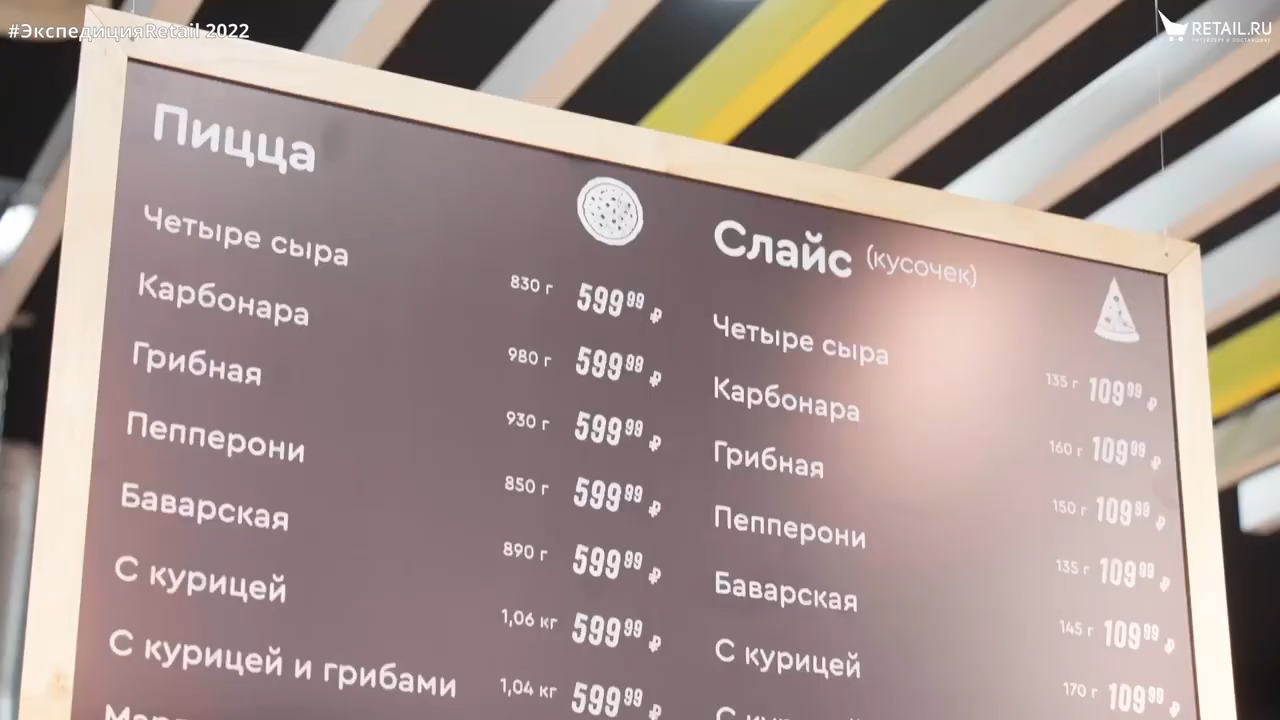 #ЭкспедицияRetail 2022
RETAIL.RU
Пицца
Четыре сыра 830 г 599⁹⁹ ₽
Карбонара 980 г 599⁹⁹ ₽
Грибная 930 г 599⁹⁹ ₽
Пепперони 850 г 599⁹⁹ ₽
Баварская 890 г 599⁹⁹ ₽
С курицей 1,06 кг 599⁹⁹ ₽
С курицей и грибами 1,04 кг 599⁹⁹ ₽
Слайс (кусочек)
Четыре сыра 135 г 109⁹⁹ ₽
Карбонара 160 г 109⁹⁹ ₽
Грибная 150 г 109⁹⁹ ₽
Пепперони 135 г 109⁹⁹ ₽
Баварская 145 г 109⁹⁹ ₽
С курицей 170 г 109⁹⁹ ₽